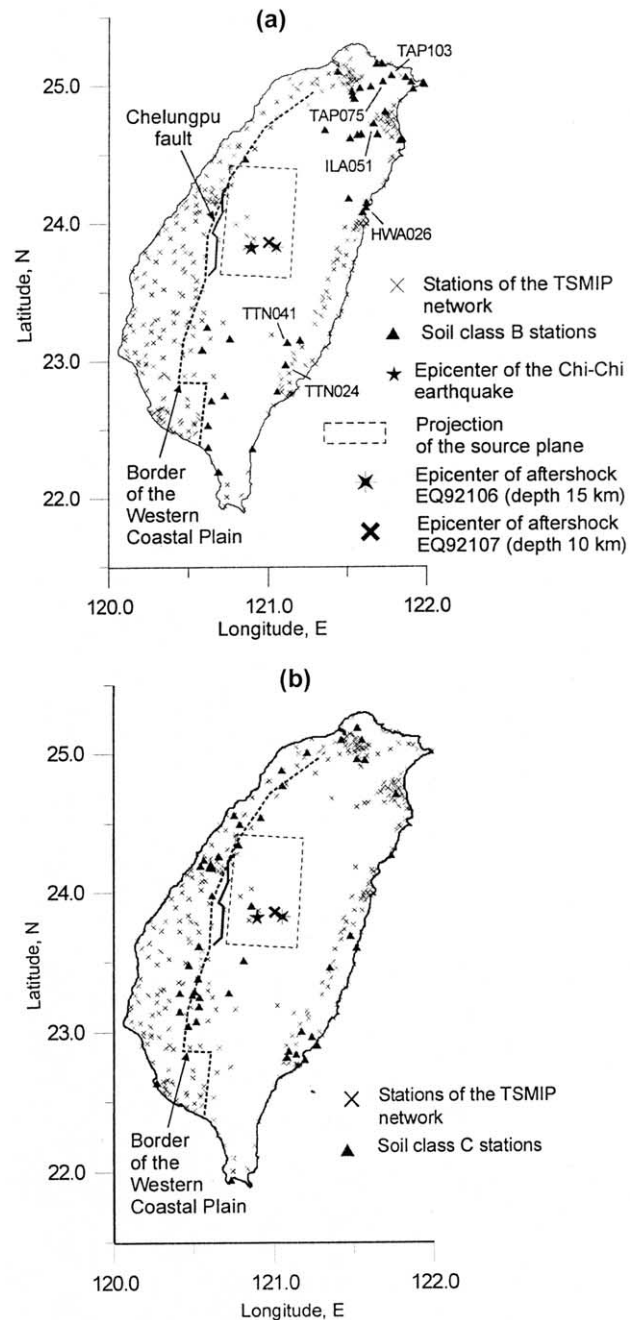 (a)
TAP103
25.0
TAP075
Chelungpu
fault
ILA051
24.0
HWA026
Latitude, N
Stations of the TSMIP
network
TTN041
Soil class B stations
23.0
Epicenter of the Chi-Chi
earthquake
TTN024
Projection
of the source plane
Border
of the
Western
Coastal Plain
Epicenter of aftershock
EQ92106 (depth 15 km)
22.0
Epicenter of aftershock
EQ92107 (depth 10 km)
120.0
121.0
122.0
Longitude, E
(b)
25.0
24.0
Latitude, N
23.0
Stations of the TSMIP
network
Border
of the
Western
Coastal Plain
Soil class C stations
22.0
120.0
121.0
122.0
Longitude, E